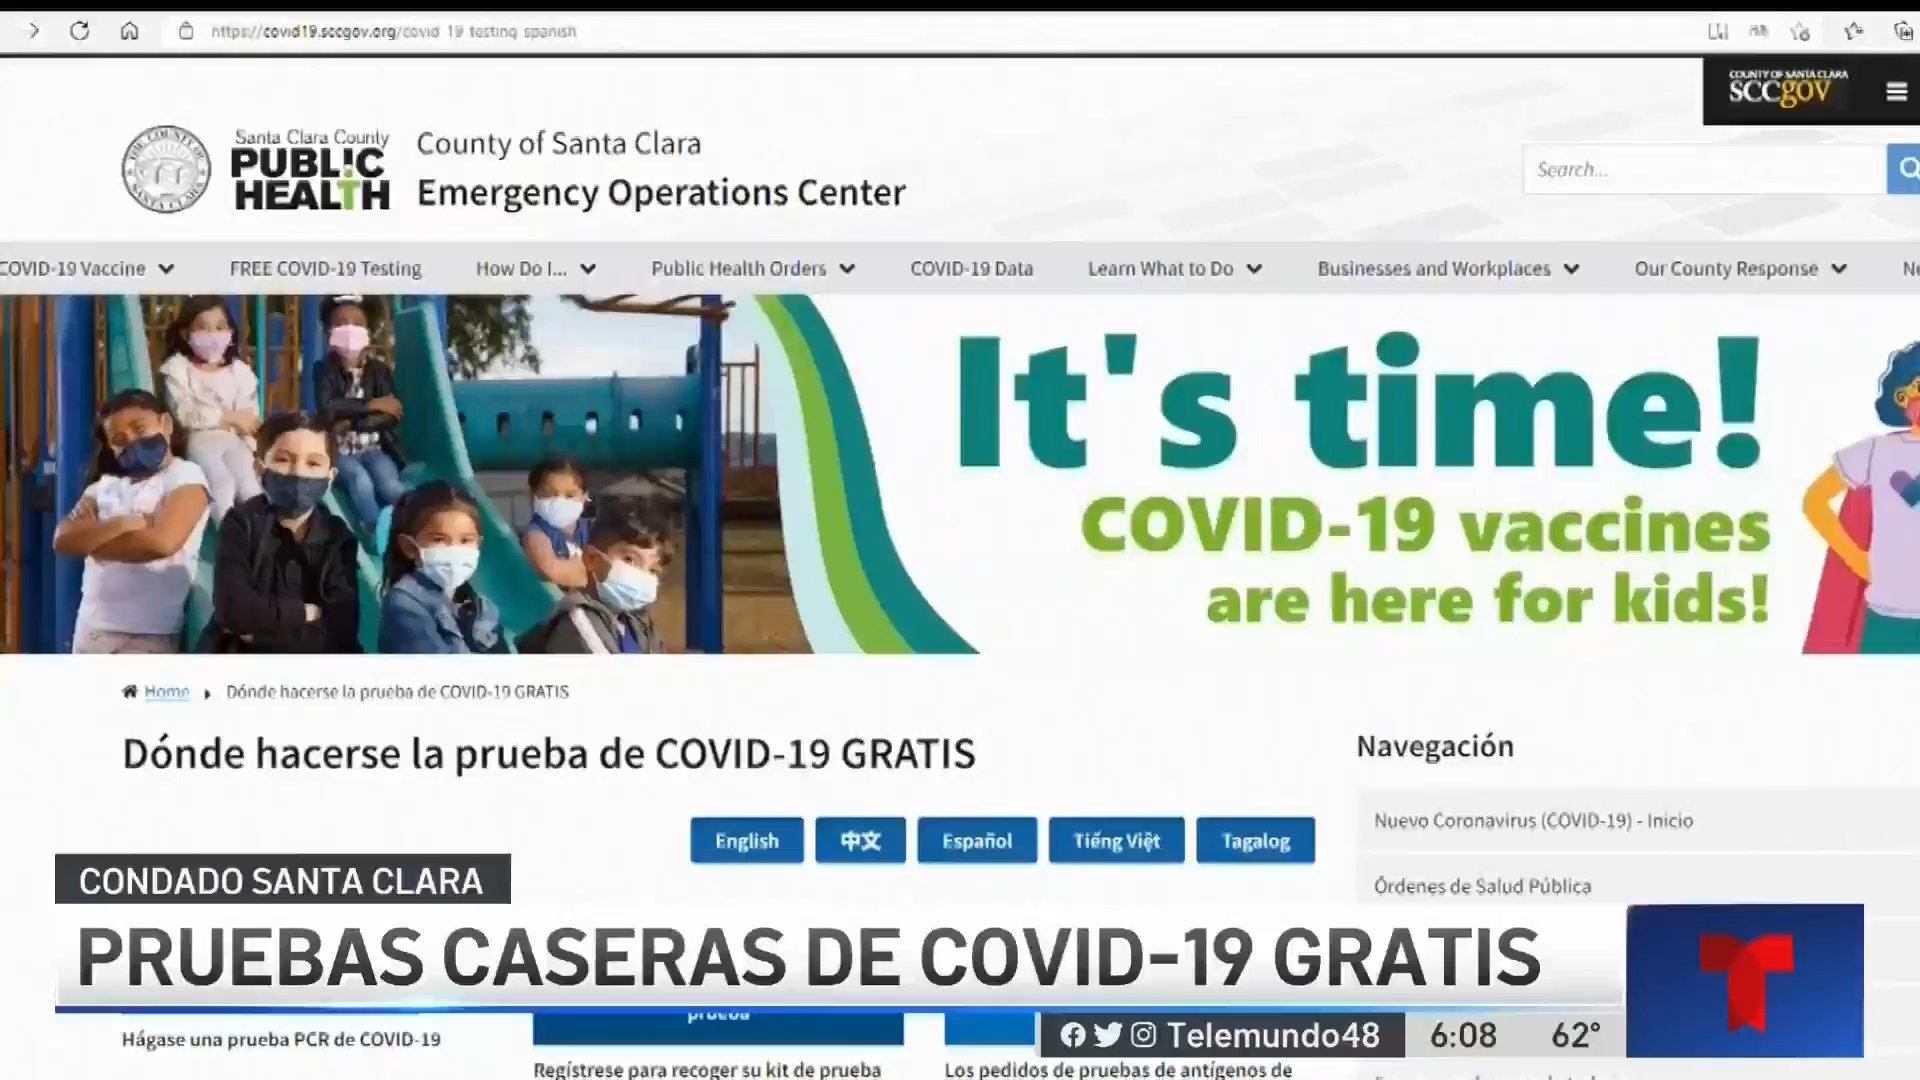 https://covid19.sccgov.org/covid-19-testing-spanish
COUNTY OF SANTA CLARA
SCCgov
Santa Clara County
PUBLIC
HEALTH
County of Santa Clara
Emergency Operations Center
Search...
COVID-19 Vaccine
FREE COVID-19 Testing
How Do I...
Public Health Orders
COVID-19 Data
Learn What to Do
Businesses and Workplaces
Our County Response
It's time!
COVID-19 vaccines
are here for kids!
Home
Dónde hacerse la prueba de COVID-19 GRATIS
Dónde hacerse la prueba de COVID-19 GRATIS
Navegación
English
中文
Español
Tiếng Việt
Tagalog
Nuevo Coronavirus (COVID-19) - Inicio
Órdenes de Salud Pública
CONDADO SANTA CLARA
PRUEBAS CASERAS DE COVID-19 GRATIS
prueba
Hágase una prueba PCR de COVID-19
Telemundo48
6:08
62°
Regístrese para recoger su kit de prueba
Los pedidos de pruebas de antígenos de